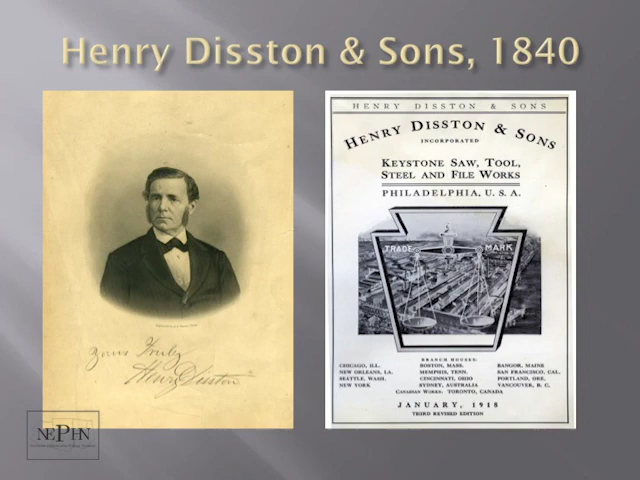 Henry Disston & Sons, 1840
Yours Truly
Henry Disston
HENRY DISSTON & SONS
HENRY DISSTON & SONS
INCORPORATED
KEYSTONE SAW, TOOL,
STEEL AND FILE WORKS
PHILADELPHIA, U. S. A.
TRADE MARK
BRANCH HOUSES:
CHICAGO, ILL. BOSTON, MASS. BANGOR, MAINE
NEW ORLEANS, LA. MEMPHIS, TENN. SAN FRANCISCO, CAL.
SEATTLE, WASH. CINCINNATI, OHIO PORTLAND, ORE.
NEW YORK SYDNEY, AUSTRALIA VANCOUVER, B. C.
CANADIAN WORKS: TORONTO, CANADA
JANUARY, 1918
THIRD REVISED EDITION
NEPHN